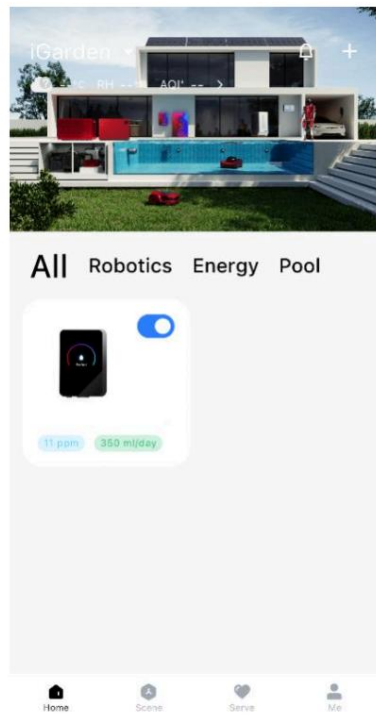 iGarden
--°C RH --% AQI* -- >
All Robotics Energy Pool
11 ppm 350 ml/day
Home Scene Serve Me